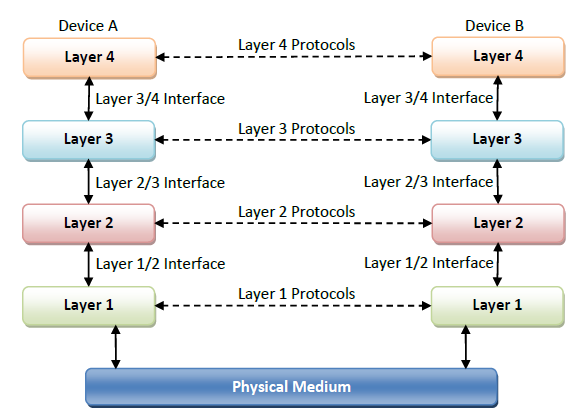 Device A
Device B
Layer 4
Layer 4 Protocols
Layer 4
Layer 3/4 Interface
Layer 3/4 Interface
Layer 3
Layer 3 Protocols
Layer 3
Layer 2/3 Interface
Layer 2/3 Interface
Layer 2
Layer 2 Protocols
Layer 2
Layer 1/2 Interface
Layer 1/2 Interface
Layer 1
Layer 1 Protocols
Layer 1
Physical Medium